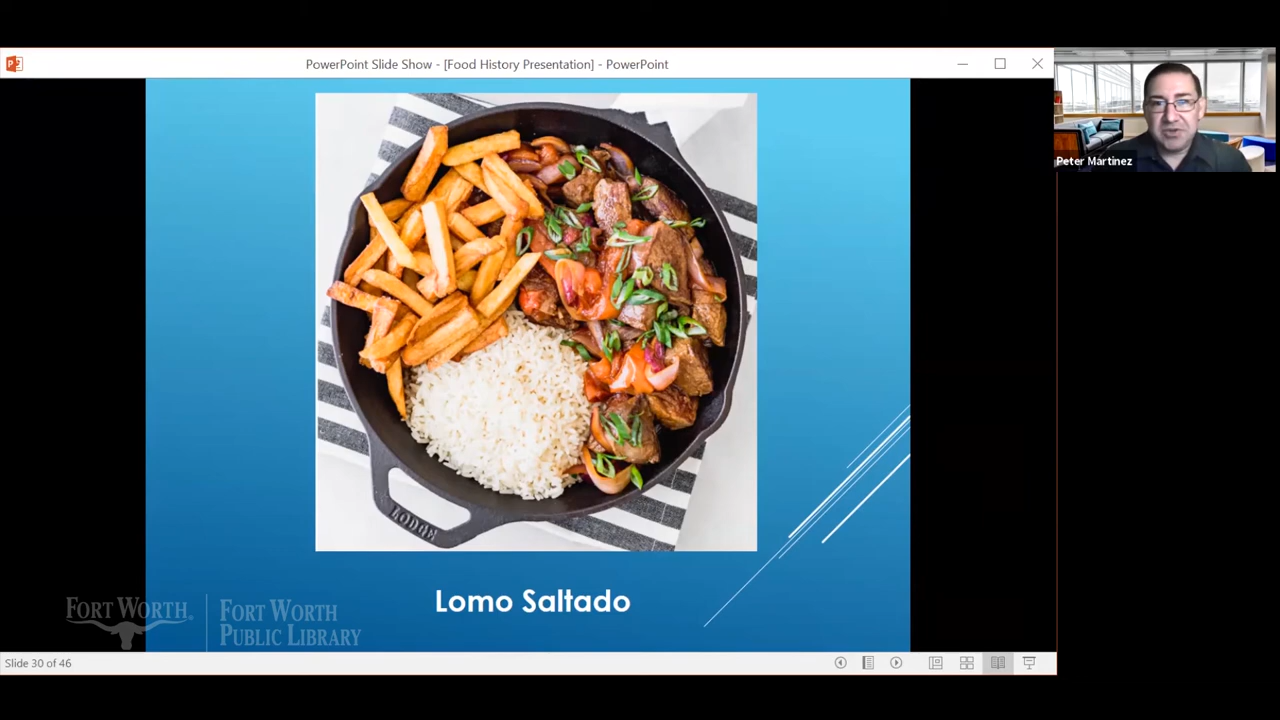 PowerPoint Slide Show - [Food History Presentation] - PowerPoint
Peter Martinez
LODGE
Lomo Saltado
FORT WORTH®
FORT WORTH
PUBLIC LIBRARY
Slide 30 of 46